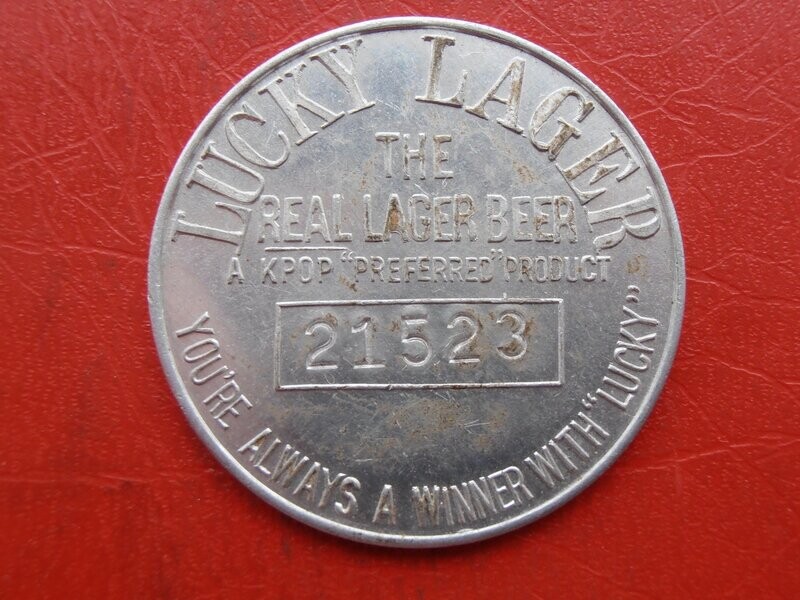 LUCKY LAGER
THE
REAL LAGER BEER
A KPOP "PREFERRED" PRODUCT
21523
YOU'RE ALWAYS A WINNER WITH "LUCKY"